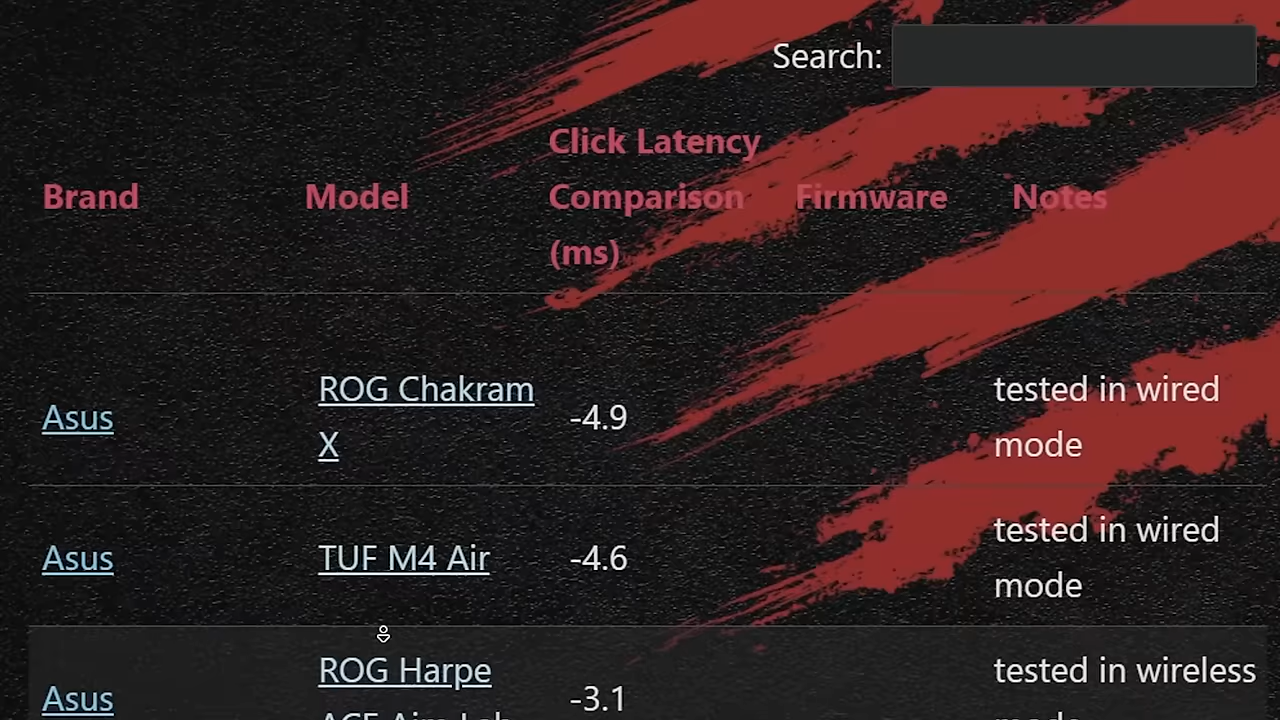 Search:
Click Latency
Brand Model Comparison Firmware Notes
(ms)
ROG Chakram tested in wired
Asus -4.9
X mode
tested in wired
Asus TUF M4 Air -4.6
mode
ROG Harpe tested in wireless
Asus -3.1